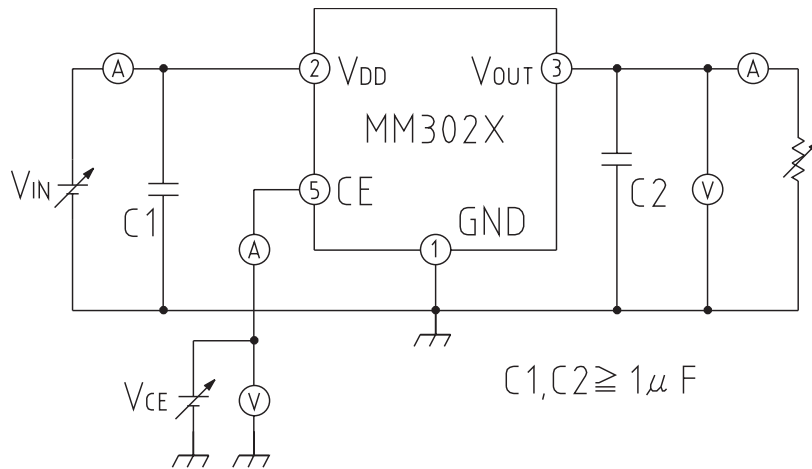 A
2
VDD
VOUT
3
A
MM302X
VIN
C1
5
CE
C2
V
A
GND
1
VCE
V
C1,C2≧1μF